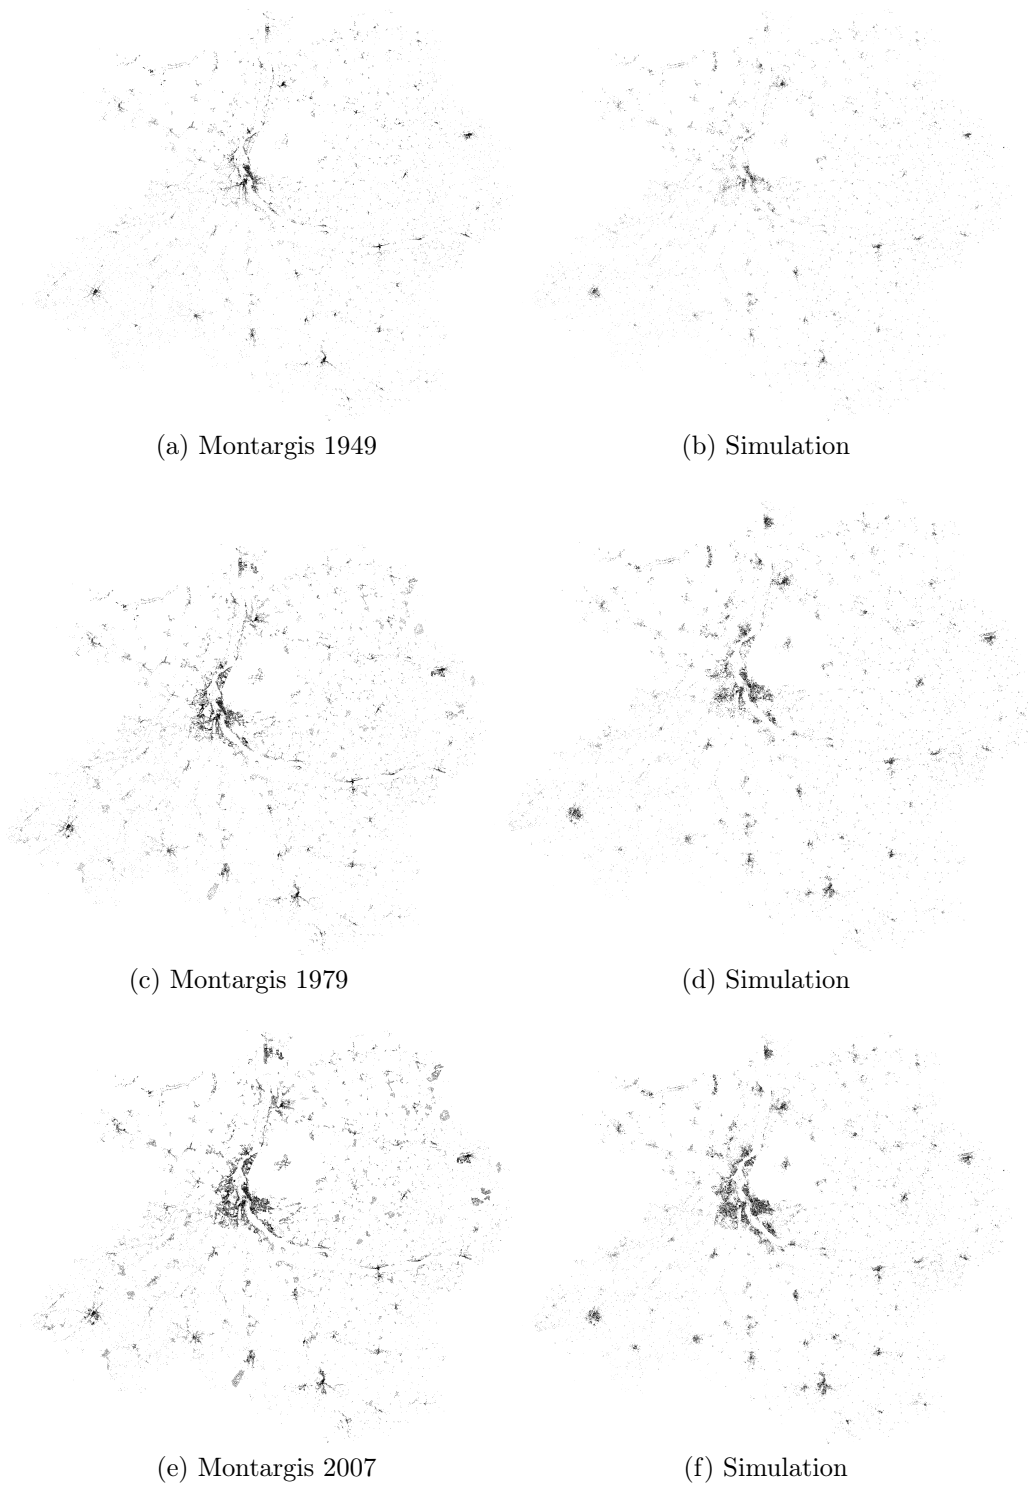 (a) Montargis 1949
(b) Simulation
(c) Montargis 1979
(d) Simulation
(e) Montargis 2007
(f) Simulation